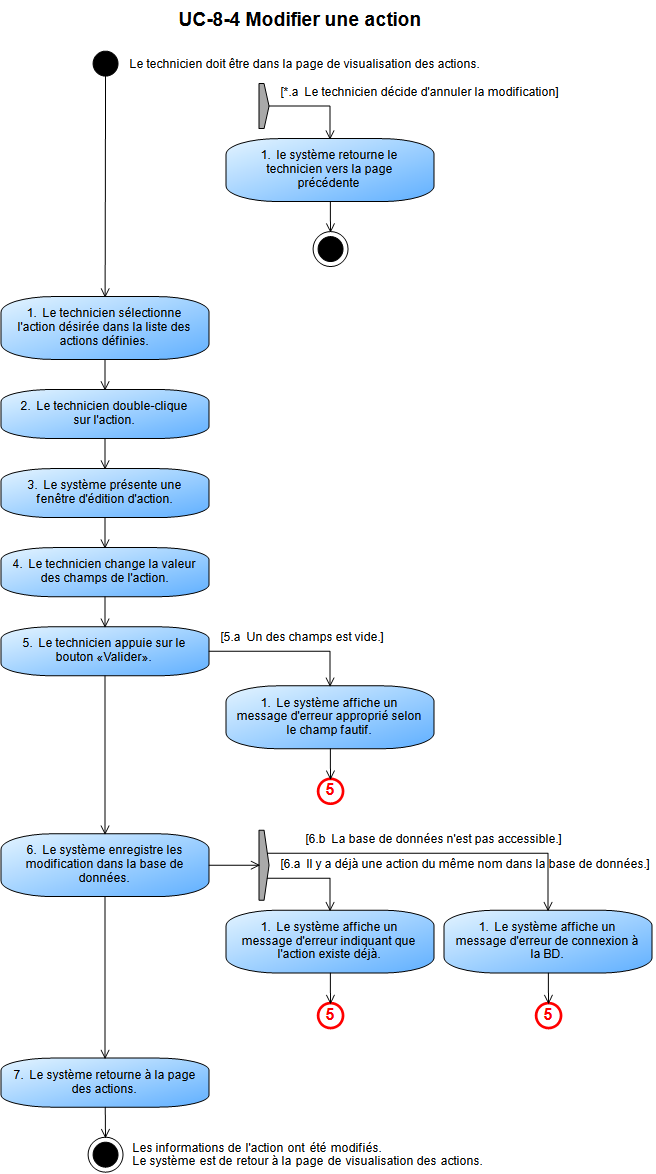 UC-8-4 Modifier une action
Le technicien doit être dans la page de visualisation des actions.
[*.a Le technicien décide d'annuler la modification]
1. le système retourne le
technicien vers la page
précédente
1. Le technicien sélectionne
l'action désirée dans la liste des
actions définies.
2. Le technicien double-clique
sur l'action.
3. Le système présente une
fenêtre d'édition d'action.
4. Le technicien change la valeur
des champs de l'action.
5. Le technicien appuie sur le
bouton «Valider».
[5.a Un des champs est vide.]
1. Le système affiche un
message d'erreur approprié selon
le champ fautif.
5
6. Le système enregistre les
modification dans la base de
données.
[6.b La base de données n'est pas accessible.]
[6.a Il y a déjà une action du même nom dans la base de données.]
1. Le système affiche un
message d'erreur indiquant que
l'action existe déjà.
5
1. Le système affiche un
message d'erreur de connexion à
la BD.
5
7. Le système retourne à la page
des actions.
Les informations de l'action ont été modifiés.
Le système est de retour à la page de visualisation des actions.